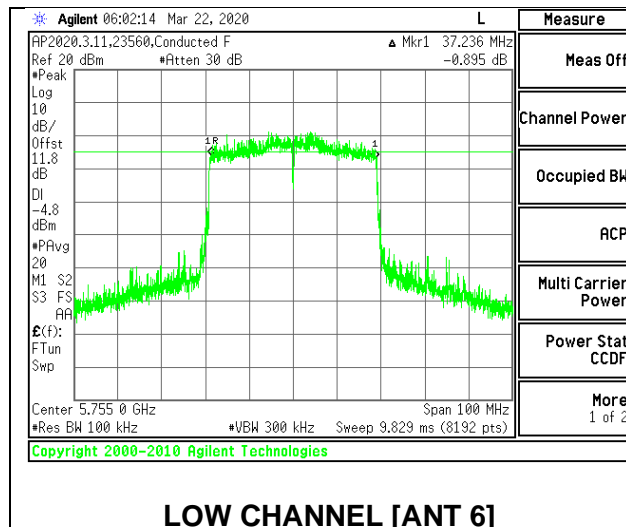 Agilent 06:02:14 Mar 22, 2020 L Measure
AP2020.3.11,23560,Conducted F Δ Mkr1 37.236 MHz
Ref 20 dBm #Atten 30 dB -0.895 dB
#Peak
Log
10
dB/
Offst
11.8
dB
DI
-4.8
dBm
#PAvg
20
M1 S2
S3 FS
AA
£(f):
FTun
Swp
1R
1
Center 5.755 0 GHz Span 100 MHz
#Res BW 100 kHz #VBW 300 kHz Sweep 9.829 ms (8192 pts)
Copyright 2000-2010 Agilent Technologies
Meas Off
Channel Power
Occupied BW
ACP
Multi Carrier
Power
Power Stat
CCDF
More
1 of 2
LOW CHANNEL [ANT 6]